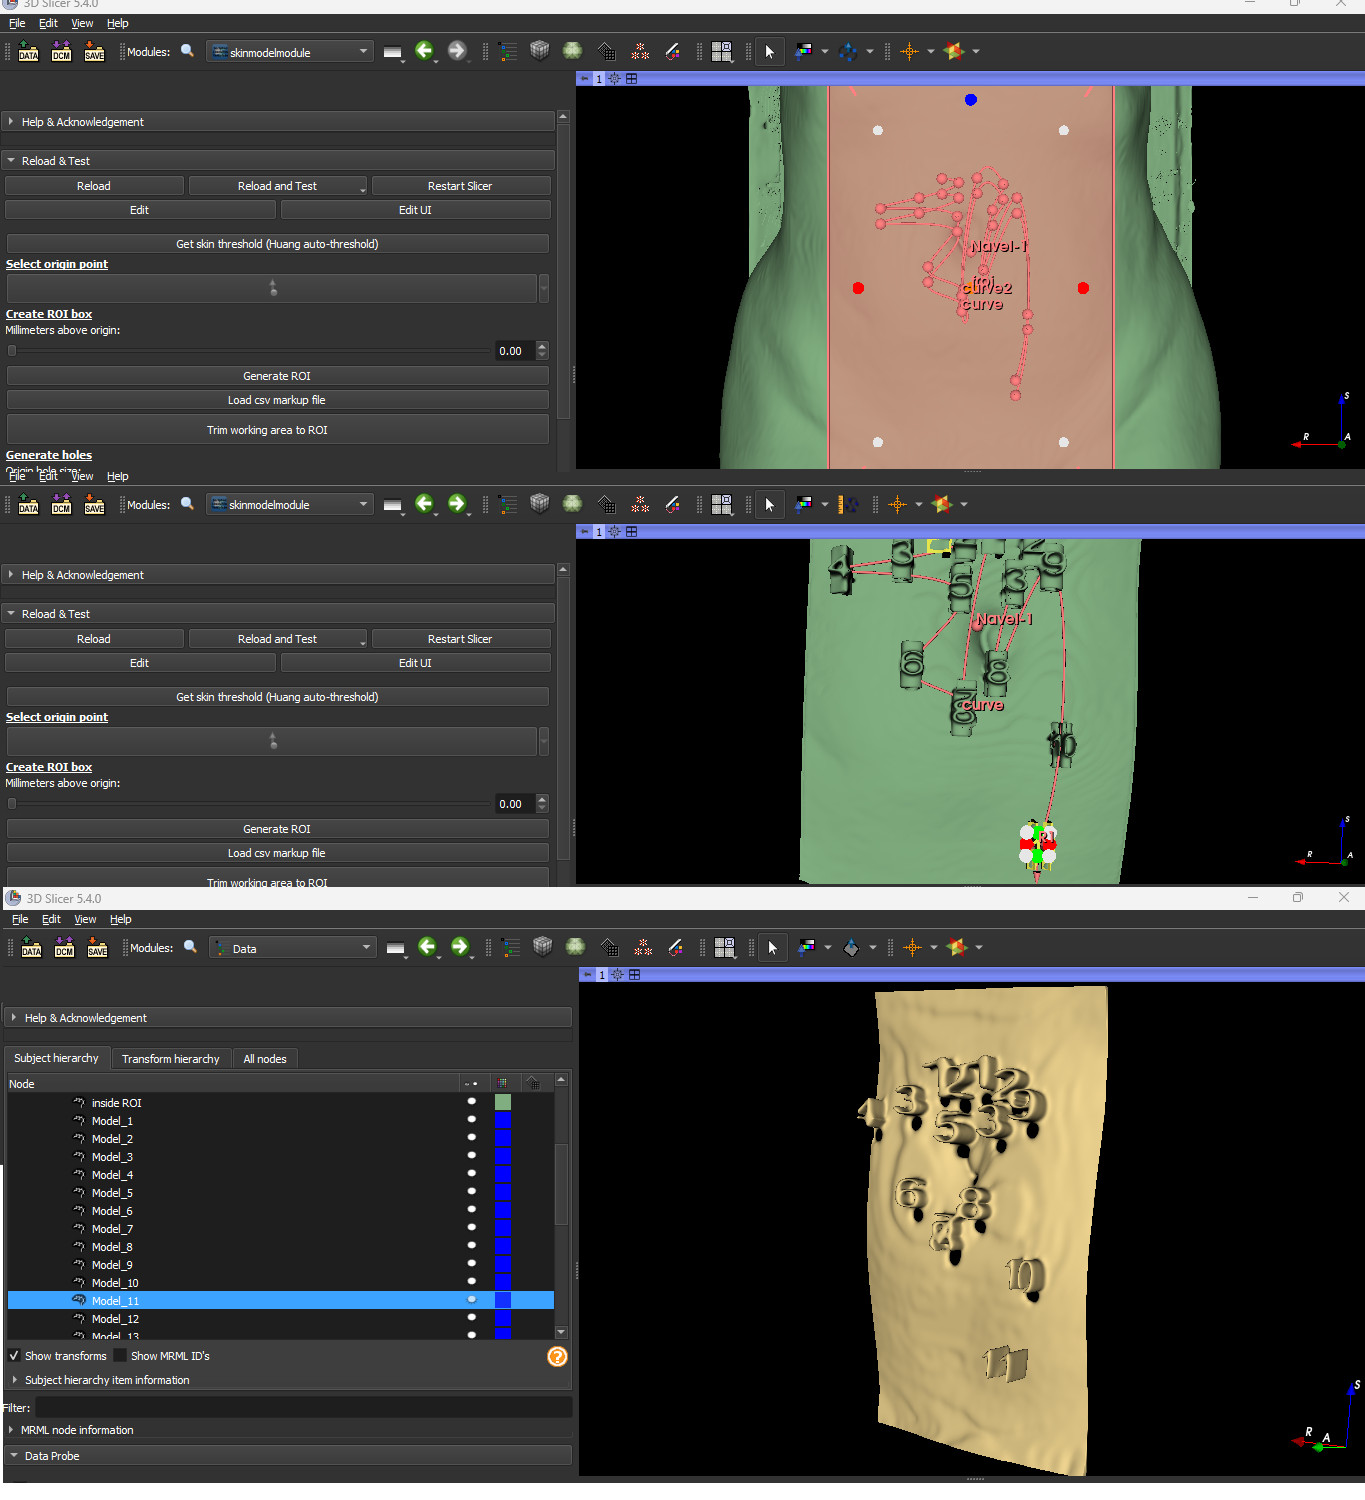 3D Slicer 5.4.0
File Edit View Help
DATA DCM SAVE Modules: skinmodelmodule
1
Help & Acknowledgement
Reload & Test
Reload Reload and Test Restart Slicer
Edit Edit UI
Get skin threshold (Huang auto-threshold)
Select origin point
Create ROI box
Millimeters above origin:
0.00
Generate ROI
Load csv markup file
Trim working area to ROI
Generate holes
Origin hole size:
Navel-1
curve2
curve
S
R A
File Edit View Help
DATA DCM SAVE Modules: skinmodelmodule
1
Help & Acknowledgement
Reload & Test
Reload Reload and Test Restart Slicer
Edit Edit UI
Get skin threshold (Huang auto-threshold)
Select origin point
Create ROI box
Millimeters above origin:
0.00
Generate ROI
Load csv markup file
Trim working area to ROI
4 3 2 9
5 3
Navel-1
6 8
curve
10
R1
S
R A
3D Slicer 5.4.0
File Edit View Help
DATA DCM SAVE Modules: Data
1
Help & Acknowledgement
Subject hierarchy Transform hierarchy All nodes
Node
inside ROI
Model_1
Model_2
Model_3
Model_4
Model_5
Model_6
Model_7
Model_8
Model_9
Model_10
Model_11
Model_12
Model_13
Show transforms Show MRML ID's
Subject hierarchy item information
Filter:
MRML node information
Data Probe
12 1 2
4 3 9
5 3
6 8
10
11
S
R A